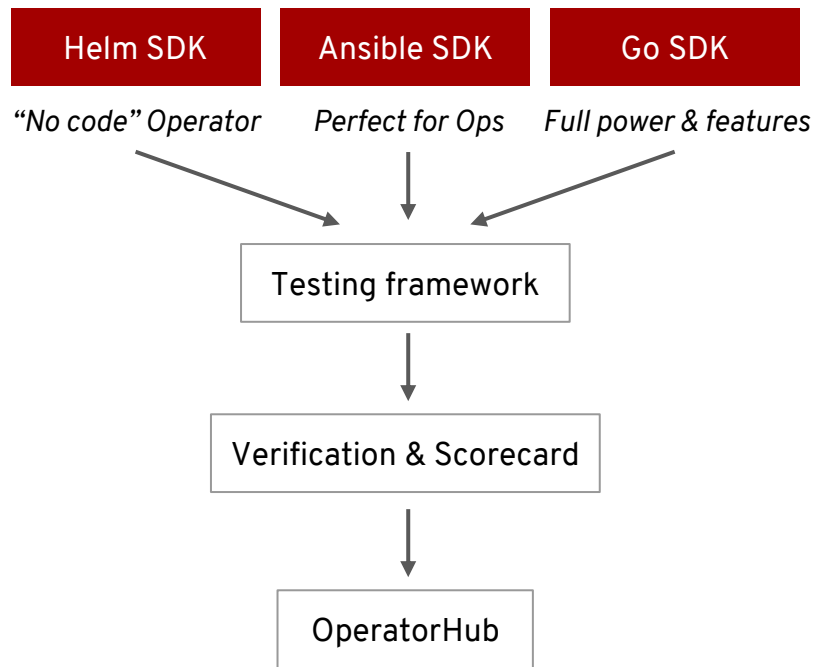 Helm SDK
Ansible SDK
Go SDK
“No code” Operator
Perfect for Ops
Full power & features
Testing framework
Verification & Scorecard
OperatorHub